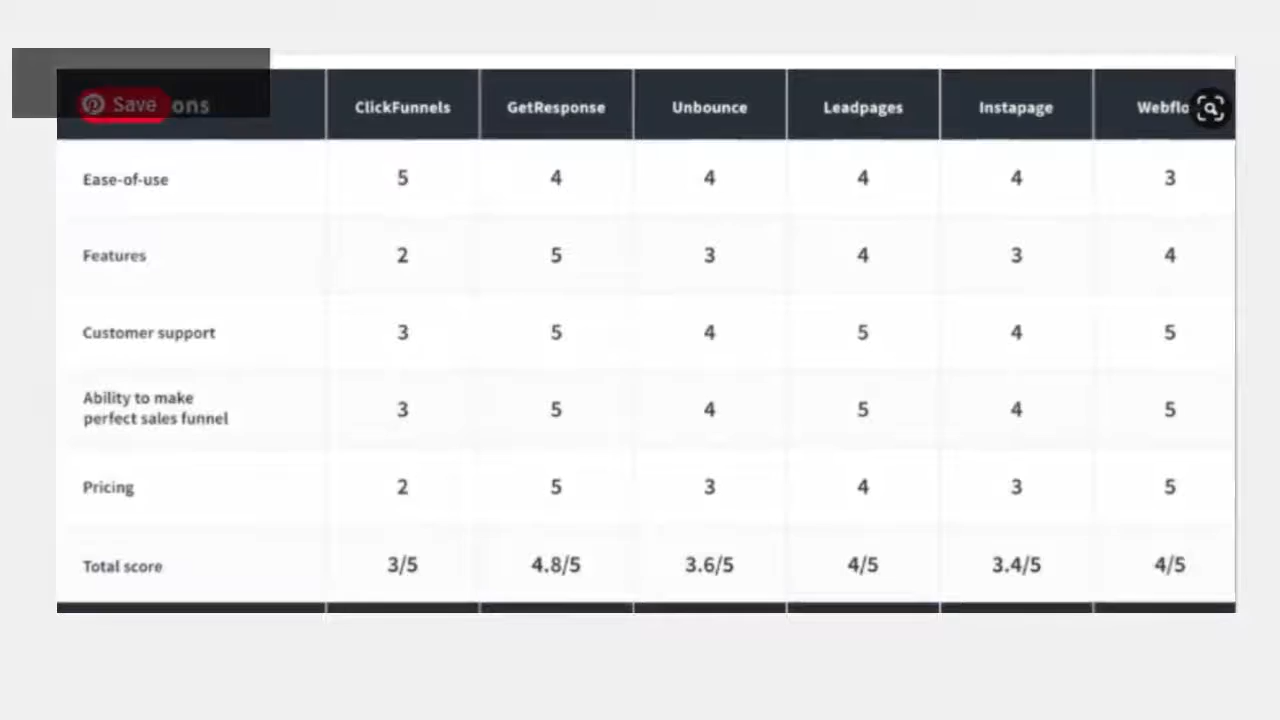 Save ons ClickFunnels GetResponse Unbounce Leadpages Instapage Webflo
Ease-of-use 5 4 4 4 4 3
Features 2 5 3 4 3 4
Customer support 3 5 4 5 4 5
Ability to make
perfect sales funnel 3 5 4 5 4 5
Pricing 2 5 3 4 3 5
Total score 3/5 4.8/5 3.6/5 4/5 3.4/5 4/5